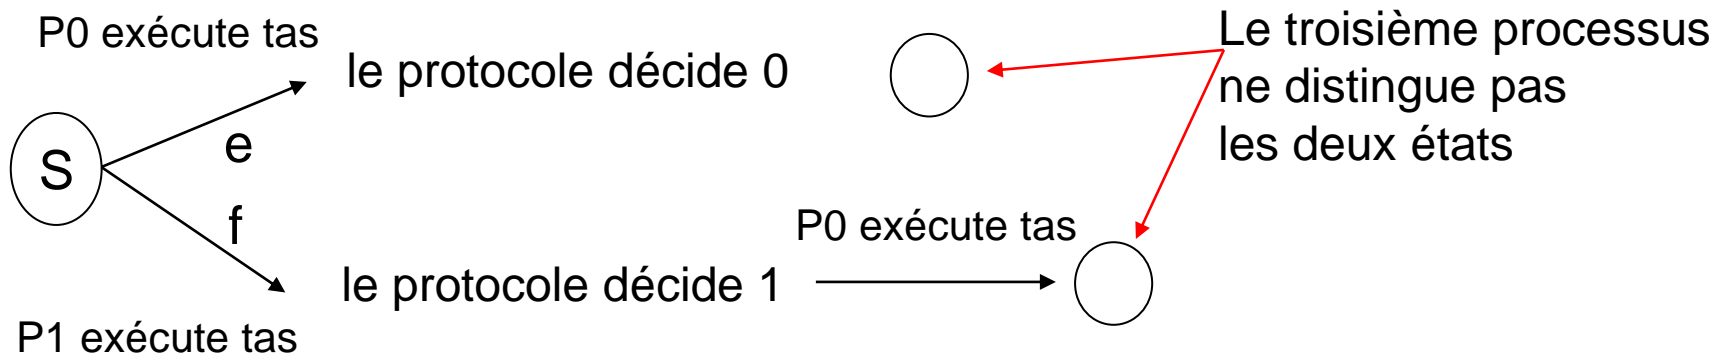 P0 exécute tas
le protocole décide 0
Le troisième processus
ne distingue pas
les deux états
S
e
f
P0 exécute tas
le protocole décide 1
P1 exécute tas